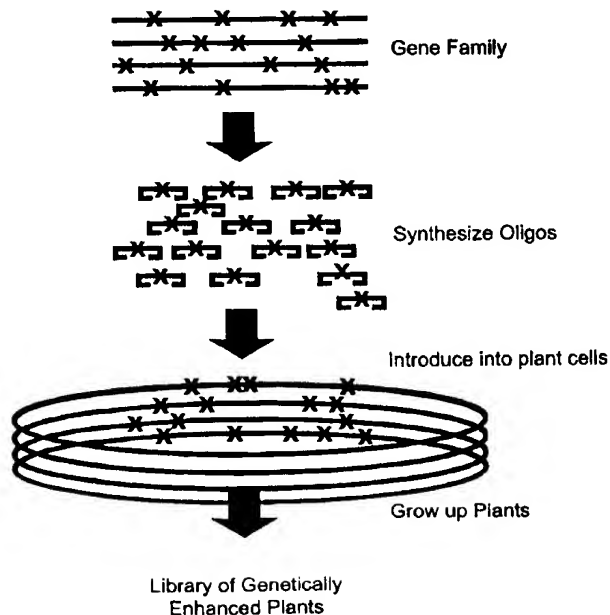 Gene Family
Synthesize Oligos
Introduce into plant cells
Grow up Plants
Library of Genetically
Enhanced Plants